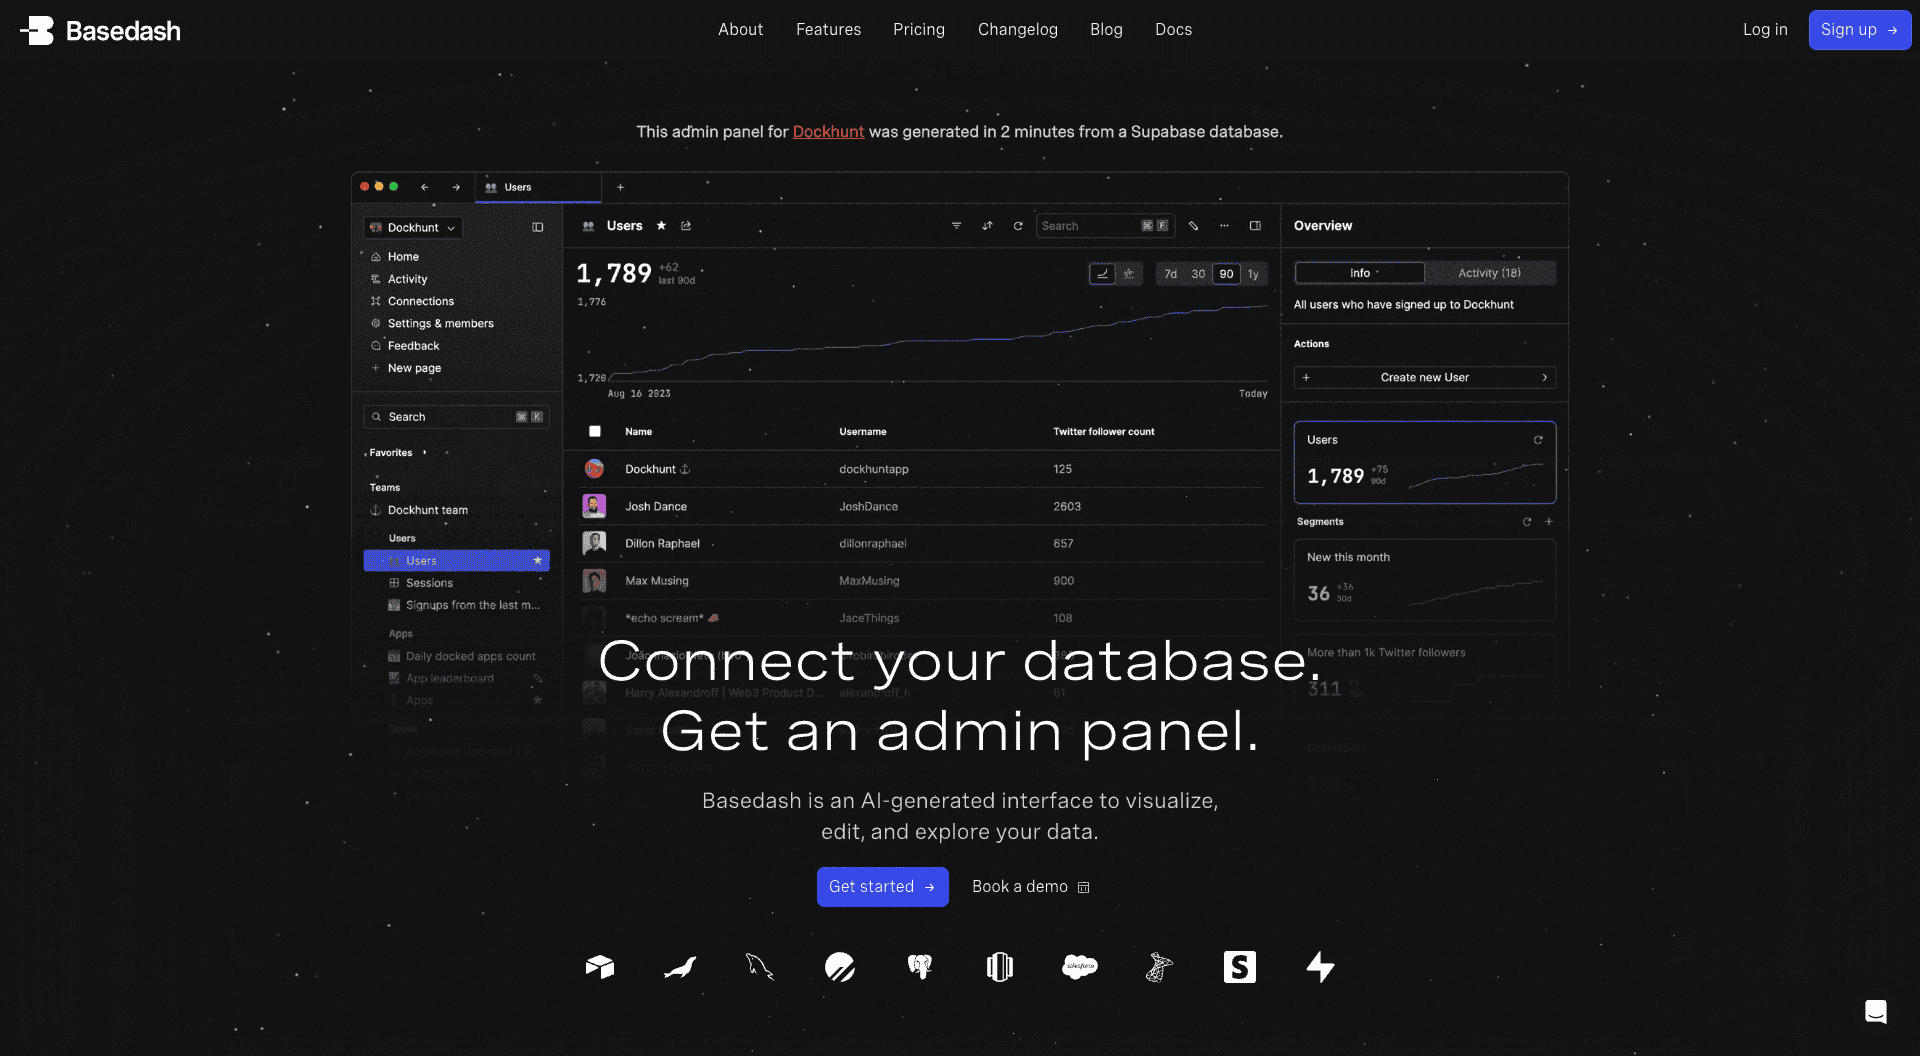 Basedash
About Features Pricing Changelog Blog Docs
Log in
Sign up →
This admin panel for Dockhunt was generated in 2 minutes from a Supabase database.
Users
Dockhunt
Home
Activity
Connections
Settings & members
Feedback
New page
Search ⌘ K
Favorites
Teams
Dockhunt team
Users
Users
Sessions
Signups from the last m...
Apps
Daily docked apps count
App leaderboard
Apps
Docks
Users
Search ⌘ F
1,789 +62
last 90d
7d 30 90 1y
1,776
1,720
Aug 16 2023 Today
Name Username Twitter follower count
Dockhunt dockhuntapp 125
Josh Dance JoshDance 2603
Dillon Raphael dillonraphael 657
Max Musing MaxMusing 900
*echo scream* JaceThings 108
Harry Alexandroff | Web3 Product D... alexandroff_h 61
Overview
Info Activity (18)
All users who have signed up to Dockhunt
Actions
+ Create new User
Users
1,789 +75
90d
Segments
New this month
36 +36
30d
More than 1k Twitter followers
311
Developers
Connect your database.
Get an admin panel.
Basedash is an AI-generated interface to visualize,
edit, and explore your data.
Get started →
Book a demo
salesforce
S